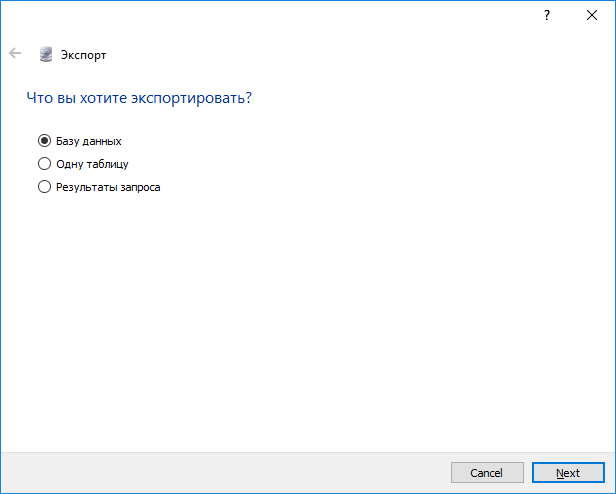 ?
Экспорт
Что вы хотите экспортировать?
Базу данных
Одну таблицу
Результаты запроса
Cancel Next